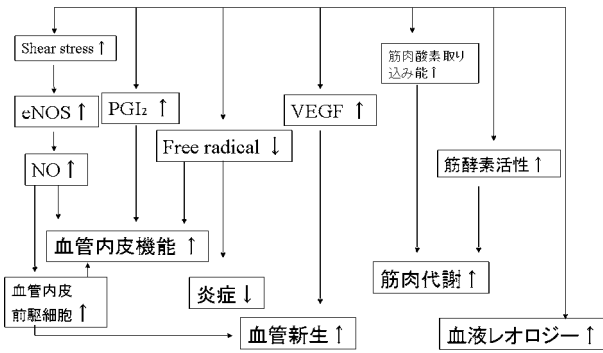 Shear stress ↑
筋肉酸素取り
込み能↑
eNOS ↑
PGI₂ ↑
VEGF ↑
Free radical ↓
NO ↑
筋酵素活性 ↑
血管内皮機能 ↑
血管内皮
前駆細胞 ↑
炎症↓
筋肉代謝 ↑
血管新生 ↑
血液レオロジー ↑